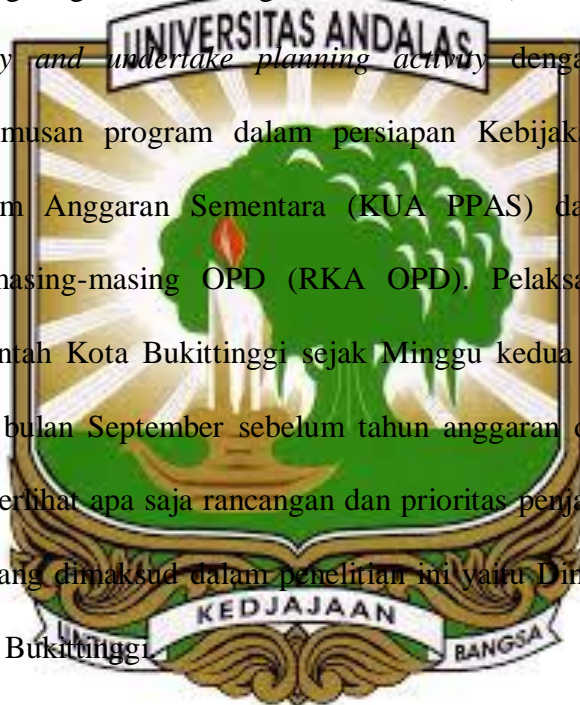 UNIVERSITAS ANDALAS
y and undertake planning activity denga
musan program dalam persiapan Kebijak
m Anggaran Sementara (KUA PPAS) da
masing-masing OPD (RKA OPD). Pelaksa
ntah Kota Bukittinggi sejak Minggu kedua
bulan September sebelum tahun anggaran
erlihat apa saja rancangan dan prioritas penja
ang dimaksud dalam penelitian ini yaitu Din
KEDJAJAAN
Bukittinggi.
BANGSA